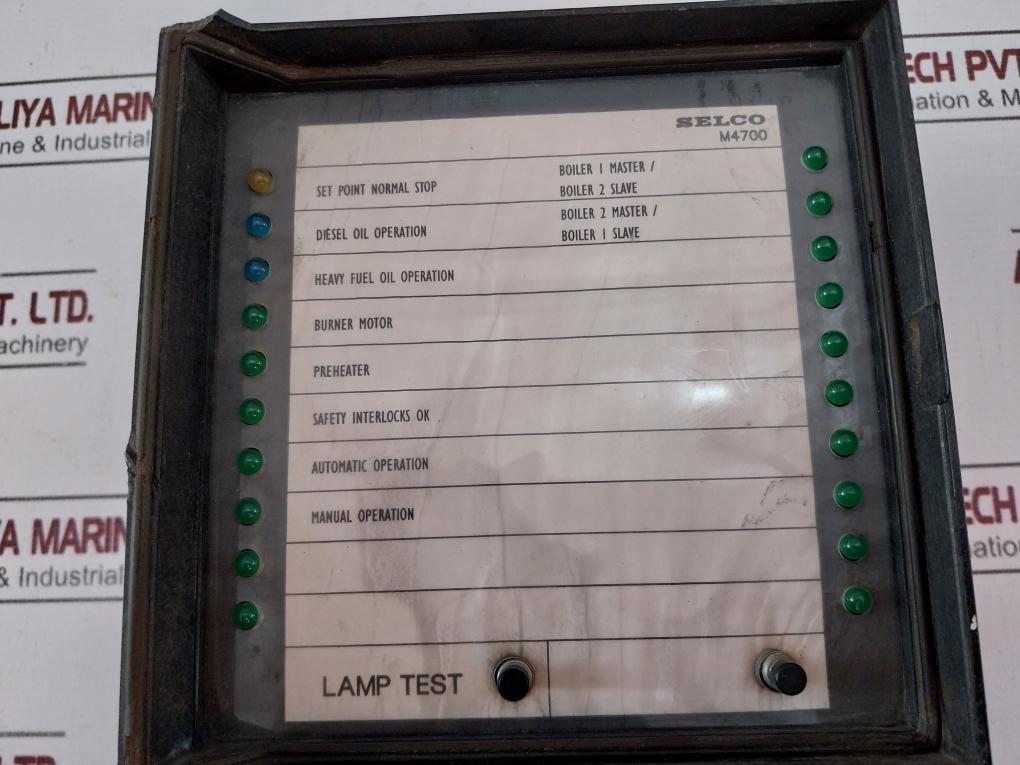 LIYA MARIN
ne & Industrial
ECH PVT
ation & M
SELCO
M4700
SET POINT NORMAL STOP
BOILER 1 MASTER /
BOILER 2 SLAVE
DIESEL OIL OPERATION
BOILER 2 MASTER /
BOILER 1 SLAVE
HEAVY FUEL OIL OPERATION
T. LTD.
achinery
BURNER MOTOR
PREHEATER
SAFETY INTERLOCKS OK
AUTOMATIC OPERATION
MANUAL OPERATION
YA MARIN
& Industrial
ECH
ation
LAMP TEST